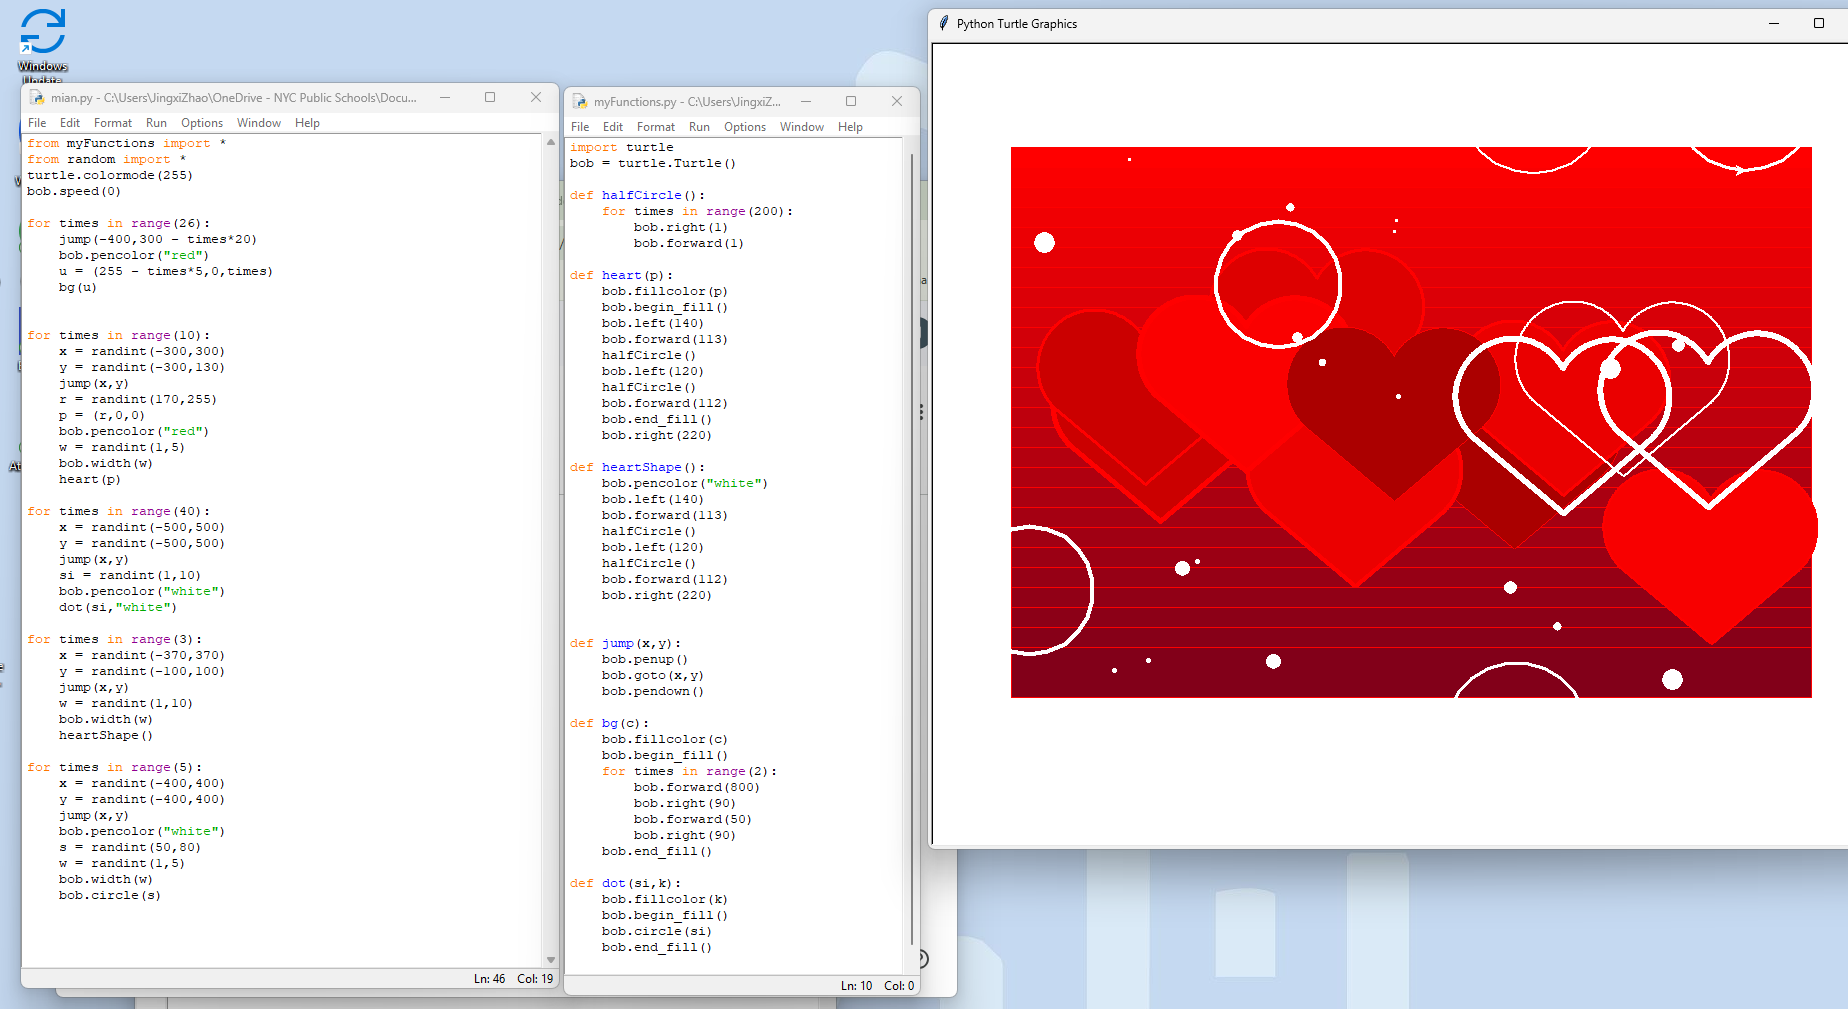 Windows
Update
mian.py - C:\Users\JingxiZhao\OneDrive - NYC Public Schools\Docu...
File Edit Format Run Options Window Help
from myFunctions import *
from random import *
turtle.colormode(255)
bob.speed(0)
for times in range(26):
    jump(-400,300 - times*20)
    bob.pencolor("red")
    u = (255 - times*5,0,times)
    bg(u)
for times in range(10):
    x = randint(-300,300)
    y = randint(-300,130)
    jump(x,y)
    r = randint(170,255)
    p = (r,0,0)
    bob.pencolor("red")
    w = randint(1,5)
    bob.width(w)
    heart(p)
for times in range(40):
    x = randint(-500,500)
    y = randint(-500,500)
    jump(x,y)
    si = randint(1,10)
    bob.pencolor("white")
    dot(si,"white")
for times in range(3):
    x = randint(-370,370)
    y = randint(-100,100)
    jump(x,y)
    w = randint(1,10)
    bob.width(w)
    heartShape()
for times in range(5):
    x = randint(-400,400)
    y = randint(-400,400)
    jump(x,y)
    bob.pencolor("white")
    s = randint(50,80)
    w = randint(1,5)
    bob.width(w)
    bob.circle(s)
Ln: 46 Col: 19
myFunctions.py - C:\Users\JingxiZ...
File Edit Format Run Options Window Help
import turtle
bob = turtle.Turtle()
def halfCircle():
    for times in range(200):
        bob.right(1)
        bob.forward(1)
def heart(p):
    bob.fillcolor(p)
    bob.begin_fill()
    bob.left(140)
    bob.forward(113)
    halfCircle()
    bob.left(120)
    halfCircle()
    bob.forward(112)
    bob.end_fill()
    bob.right(220)
def heartShape():
    bob.pencolor("white")
    bob.left(140)
    bob.forward(113)
    halfCircle()
    bob.left(120)
    halfCircle()
    bob.forward(112)
    bob.right(220)
def jump(x,y):
    bob.penup()
    bob.goto(x,y)
    bob.pendown()
def bg(c):
    bob.fillcolor(c)
    bob.begin_fill()
    for times in range(2):
        bob.forward(800)
        bob.right(90)
        bob.forward(50)
        bob.right(90)
    bob.end_fill()
def dot(si,k):
    bob.fillcolor(k)
    bob.begin_fill()
    bob.circle(si)
    bob.end_fill()
Ln: 10 Col: 0
Python Turtle Graphics